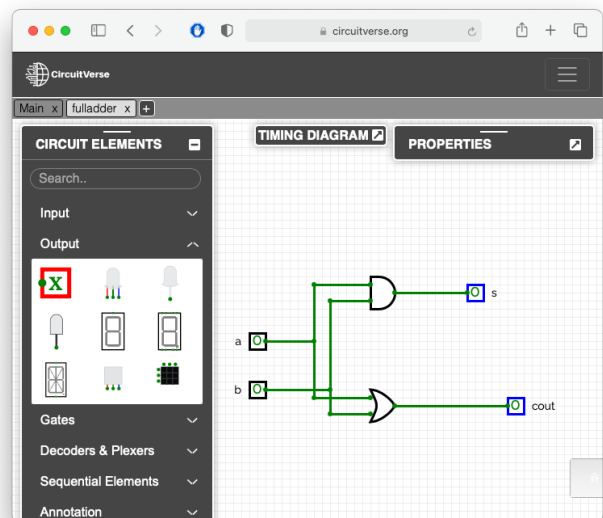 circuitverse.org
CircuitVerse
Main x fulladder x +
CIRCUIT ELEMENTS
TIMING DIAGRAM
PROPERTIES
Search..
Input
Output
X
Gates
Decoders & Plexers
Sequential Elements
Annotation
0 s
a 0
b 0
0 cout